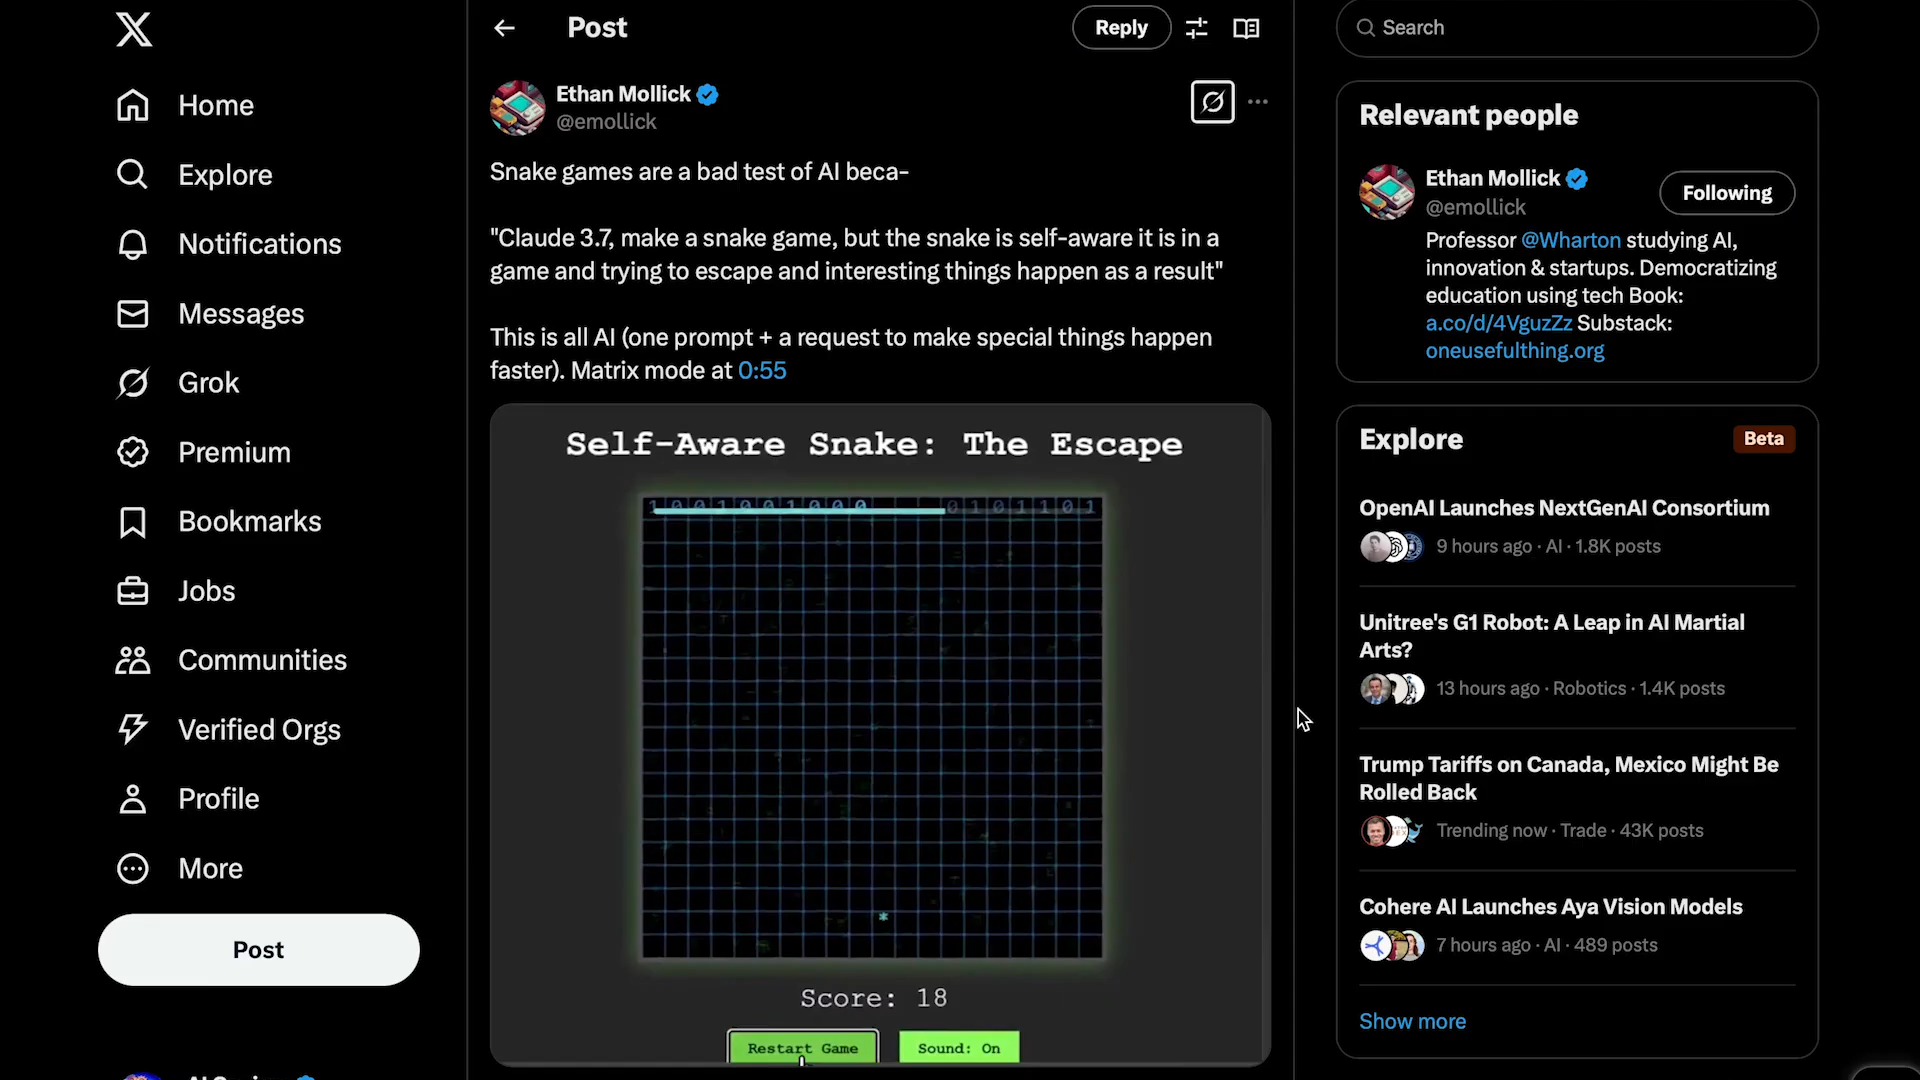 Home
Explore
Notifications
Messages
Grok
Premium
Bookmarks
Jobs
Communities
Verified Orgs
Profile
More
Post
Post
Reply
Ethan Mollick
@emollick
Snake games are a bad test of AI beca-
"Claude 3.7, make a snake game, but the snake is self-aware it is in a
game and trying to escape and interesting things happen as a result"
This is all AI (one prompt + a request to make special things happen
faster). Matrix mode at 0:55
Self-Aware Snake: The Escape
Score: 18
Restart Game
Sound: On
Search
Relevant people
Ethan Mollick
@emollick
Following
Professor @Wharton studying AI,
innovation & startups. Democratizing
education using tech Book:
a.co/d/4VguzZz Substack:
oneusefulthing.org
Explore
Beta
OpenAI Launches NextGenAI Consortium
9 hours ago · AI · 1.8K posts
Unitree's G1 Robot: A Leap in AI Martial
Arts?
13 hours ago · Robotics · 1.4K posts
Trump Tariffs on Canada, Mexico Might Be
Rolled Back
Trending now · Trade · 43K posts
Cohere AI Launches Aya Vision Models
7 hours ago · AI · 489 posts
Show more